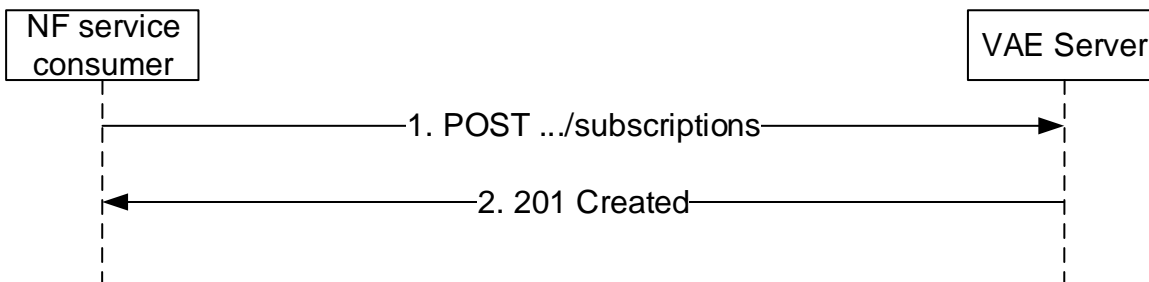 NF service
consumer
VAE Server
1. POST .../subscriptions
2. 201 Created